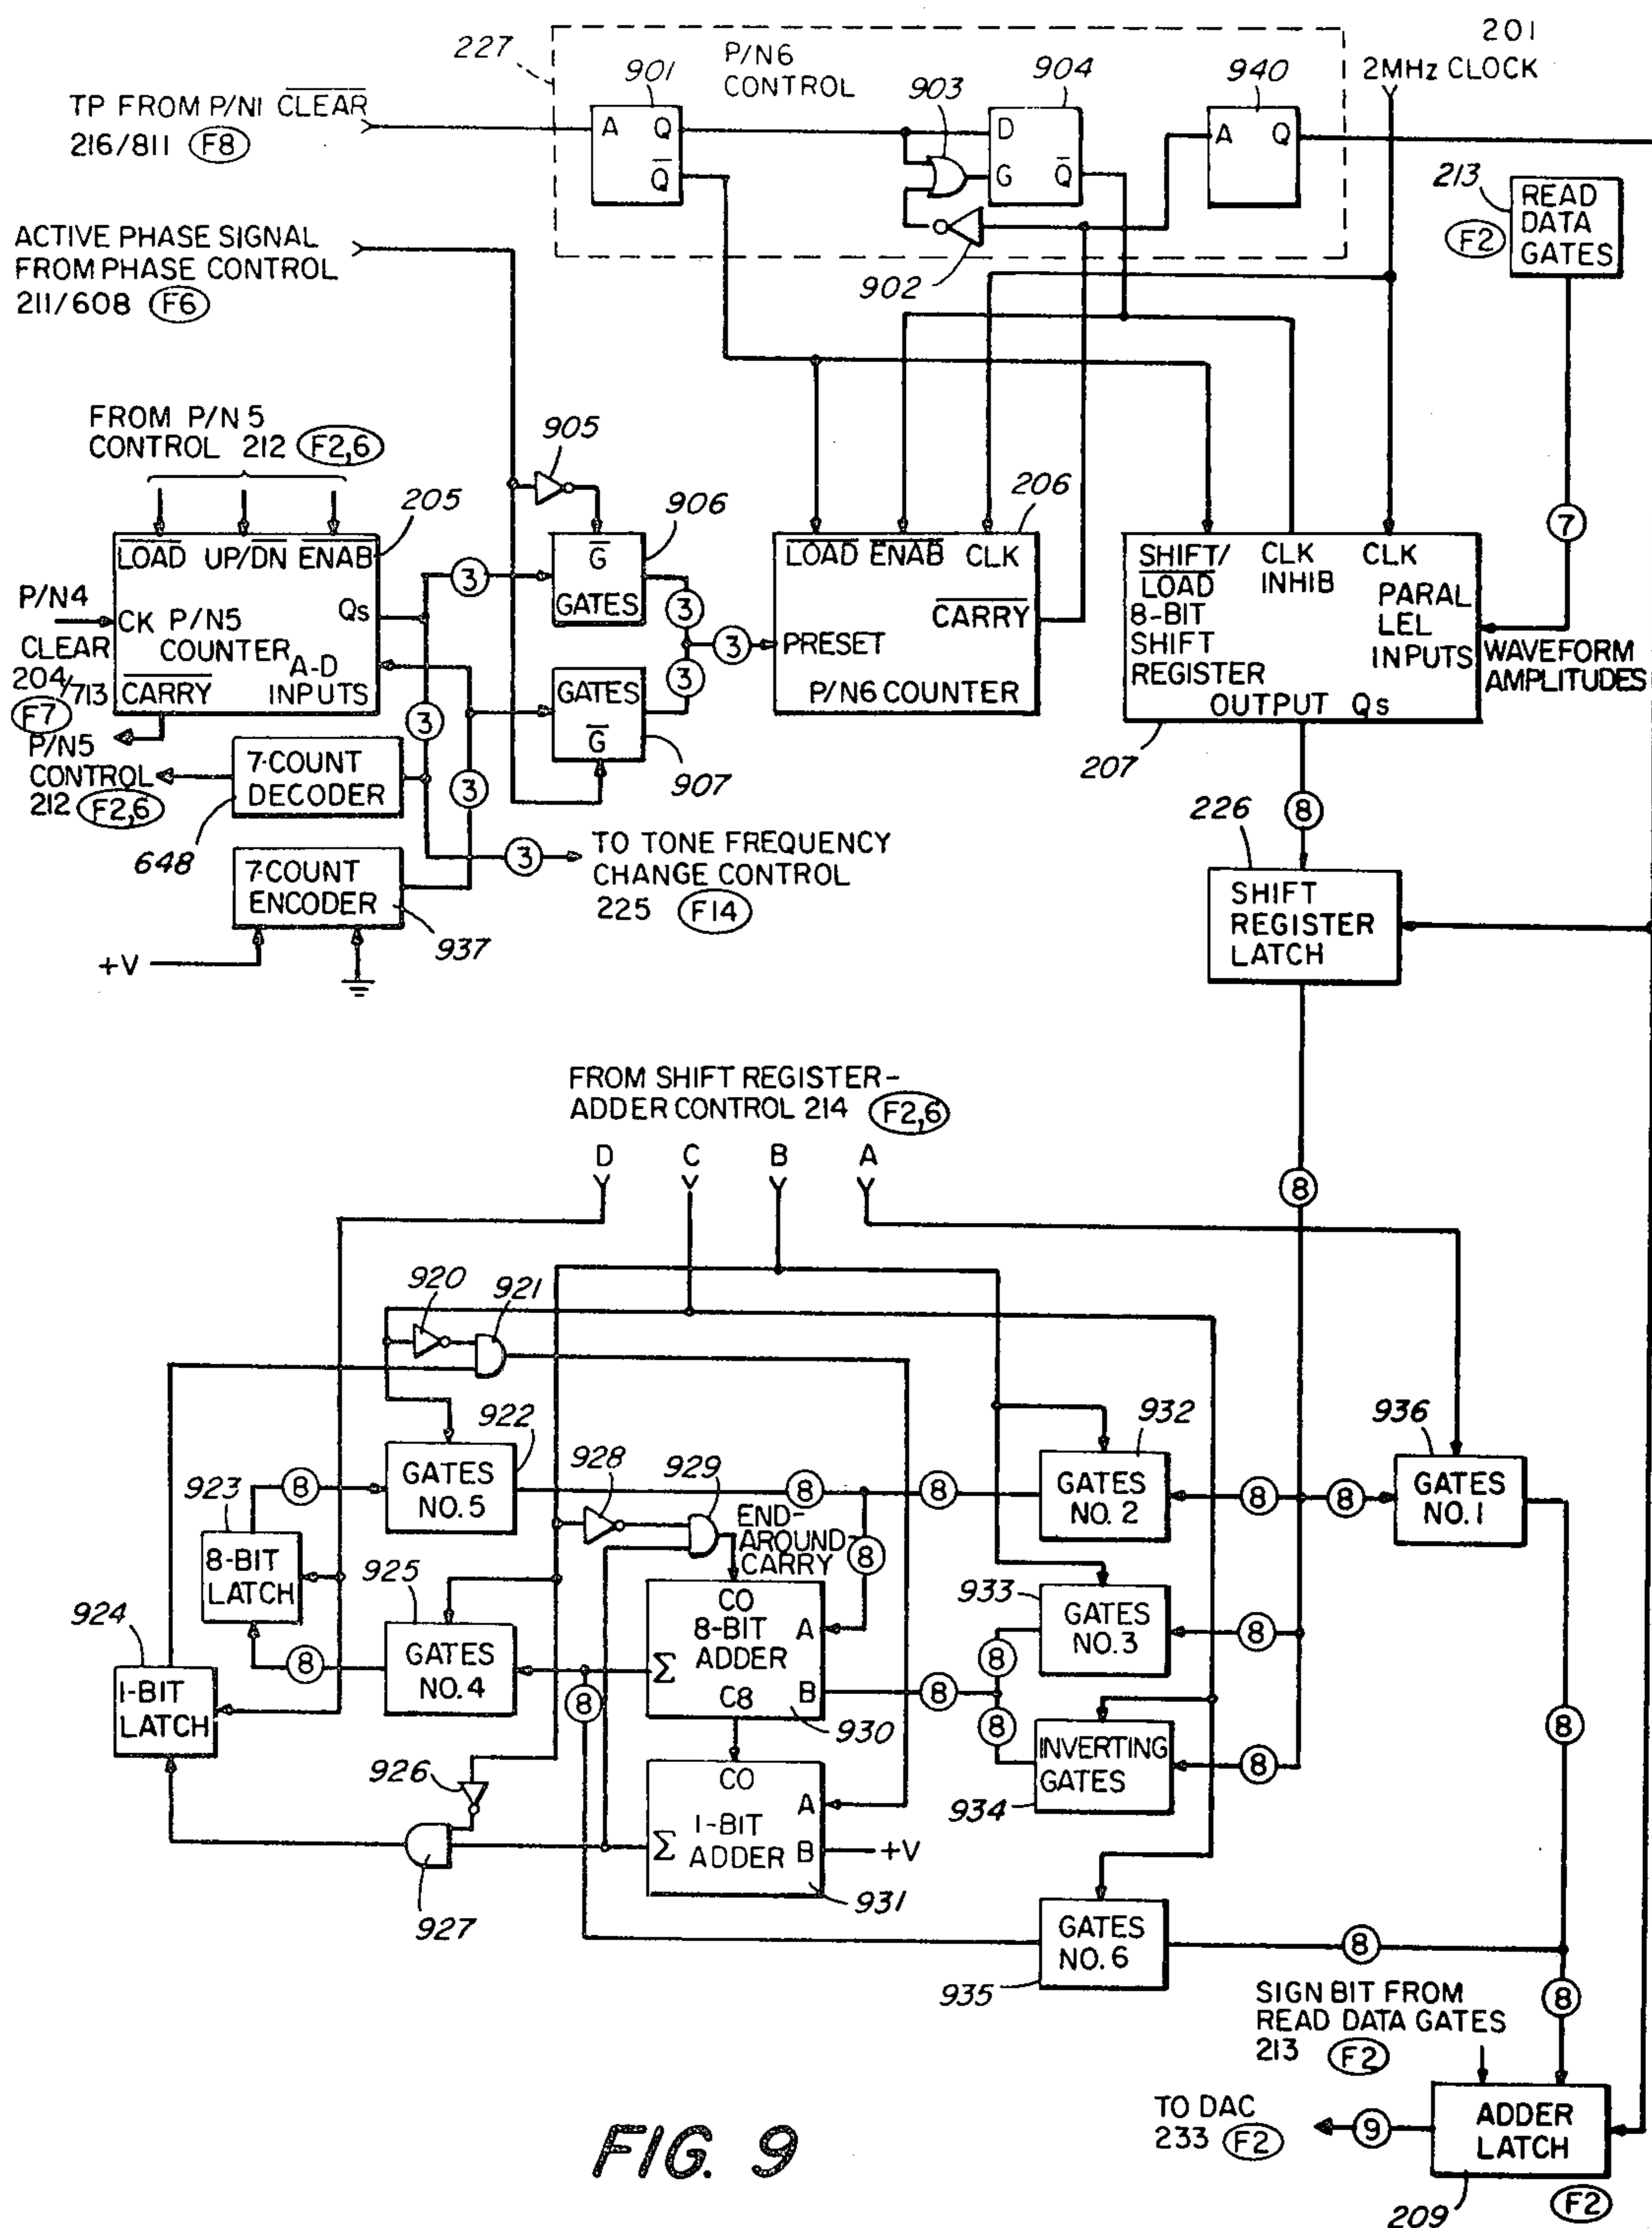 201
227
P/N6
CONTROL
901
903
904
940
2MHz CLOCK
TP FROM P/N1 CLEAR
216/811 F8
A Q
Q
D
G Q
A Q
902
213
READ
DATA
GATES
F2
ACTIVE PHASE SIGNAL
FROM PHASE CONTROL
211/608 F6
FROM P/N 5
CONTROL 212 F2,6
905
205
906
206
7
LOAD UP/DN ENAB
P/N4
CK P/N5
COUNTER
Qs
CLEAR
204/713
F7
A-D
INPUTS
CARRY
3
G
GATES
3
GATES
G
3
3
907
LOAD ENAB CLK
CARRY
PRESET
P/N6 COUNTER
SHIFT/
LOAD
8-BIT
SHIFT
REGISTER
CLK
INHIB
CLK
PARAL
LEL
INPUTS
OUTPUT Qs
WAVEFORM
AMPLITUDES
207
P/N5
CONTROL
212 F2,6
7-COUNT
DECODER
648
3
3
3
TO TONE FREQUENCY
CHANGE CONTROL
225 F14
7-COUNT
ENCODER
937
+V
8
226
SHIFT
REGISTER
LATCH
FROM SHIFT REGISTER-
ADDER CONTROL 214 F2,6
D C B A
8
920
921
922
928
929
932
936
923
8
GATES
NO. 5
8
8
GATES
NO. 2
8
8
GATES
NO. 1
END-
AROUND
CARRY
8
8-BIT
LATCH
925
924
8
GATES
NO. 4
8
CO
8-BIT
ADDER
A
Σ
B
C8
930
933
GATES
NO. 3
8
8
8
8
8
INVERTING
GATES
934
8
1-BIT
LATCH
926
927
CO
A
1-BIT
ADDER
Σ
B
+V
931
GATES
NO. 6
935
8
8
SIGN BIT FROM
READ DATA GATES
213 F2
TO DAC
233 F2
9
ADDER
LATCH
209
F2
FIG. 9